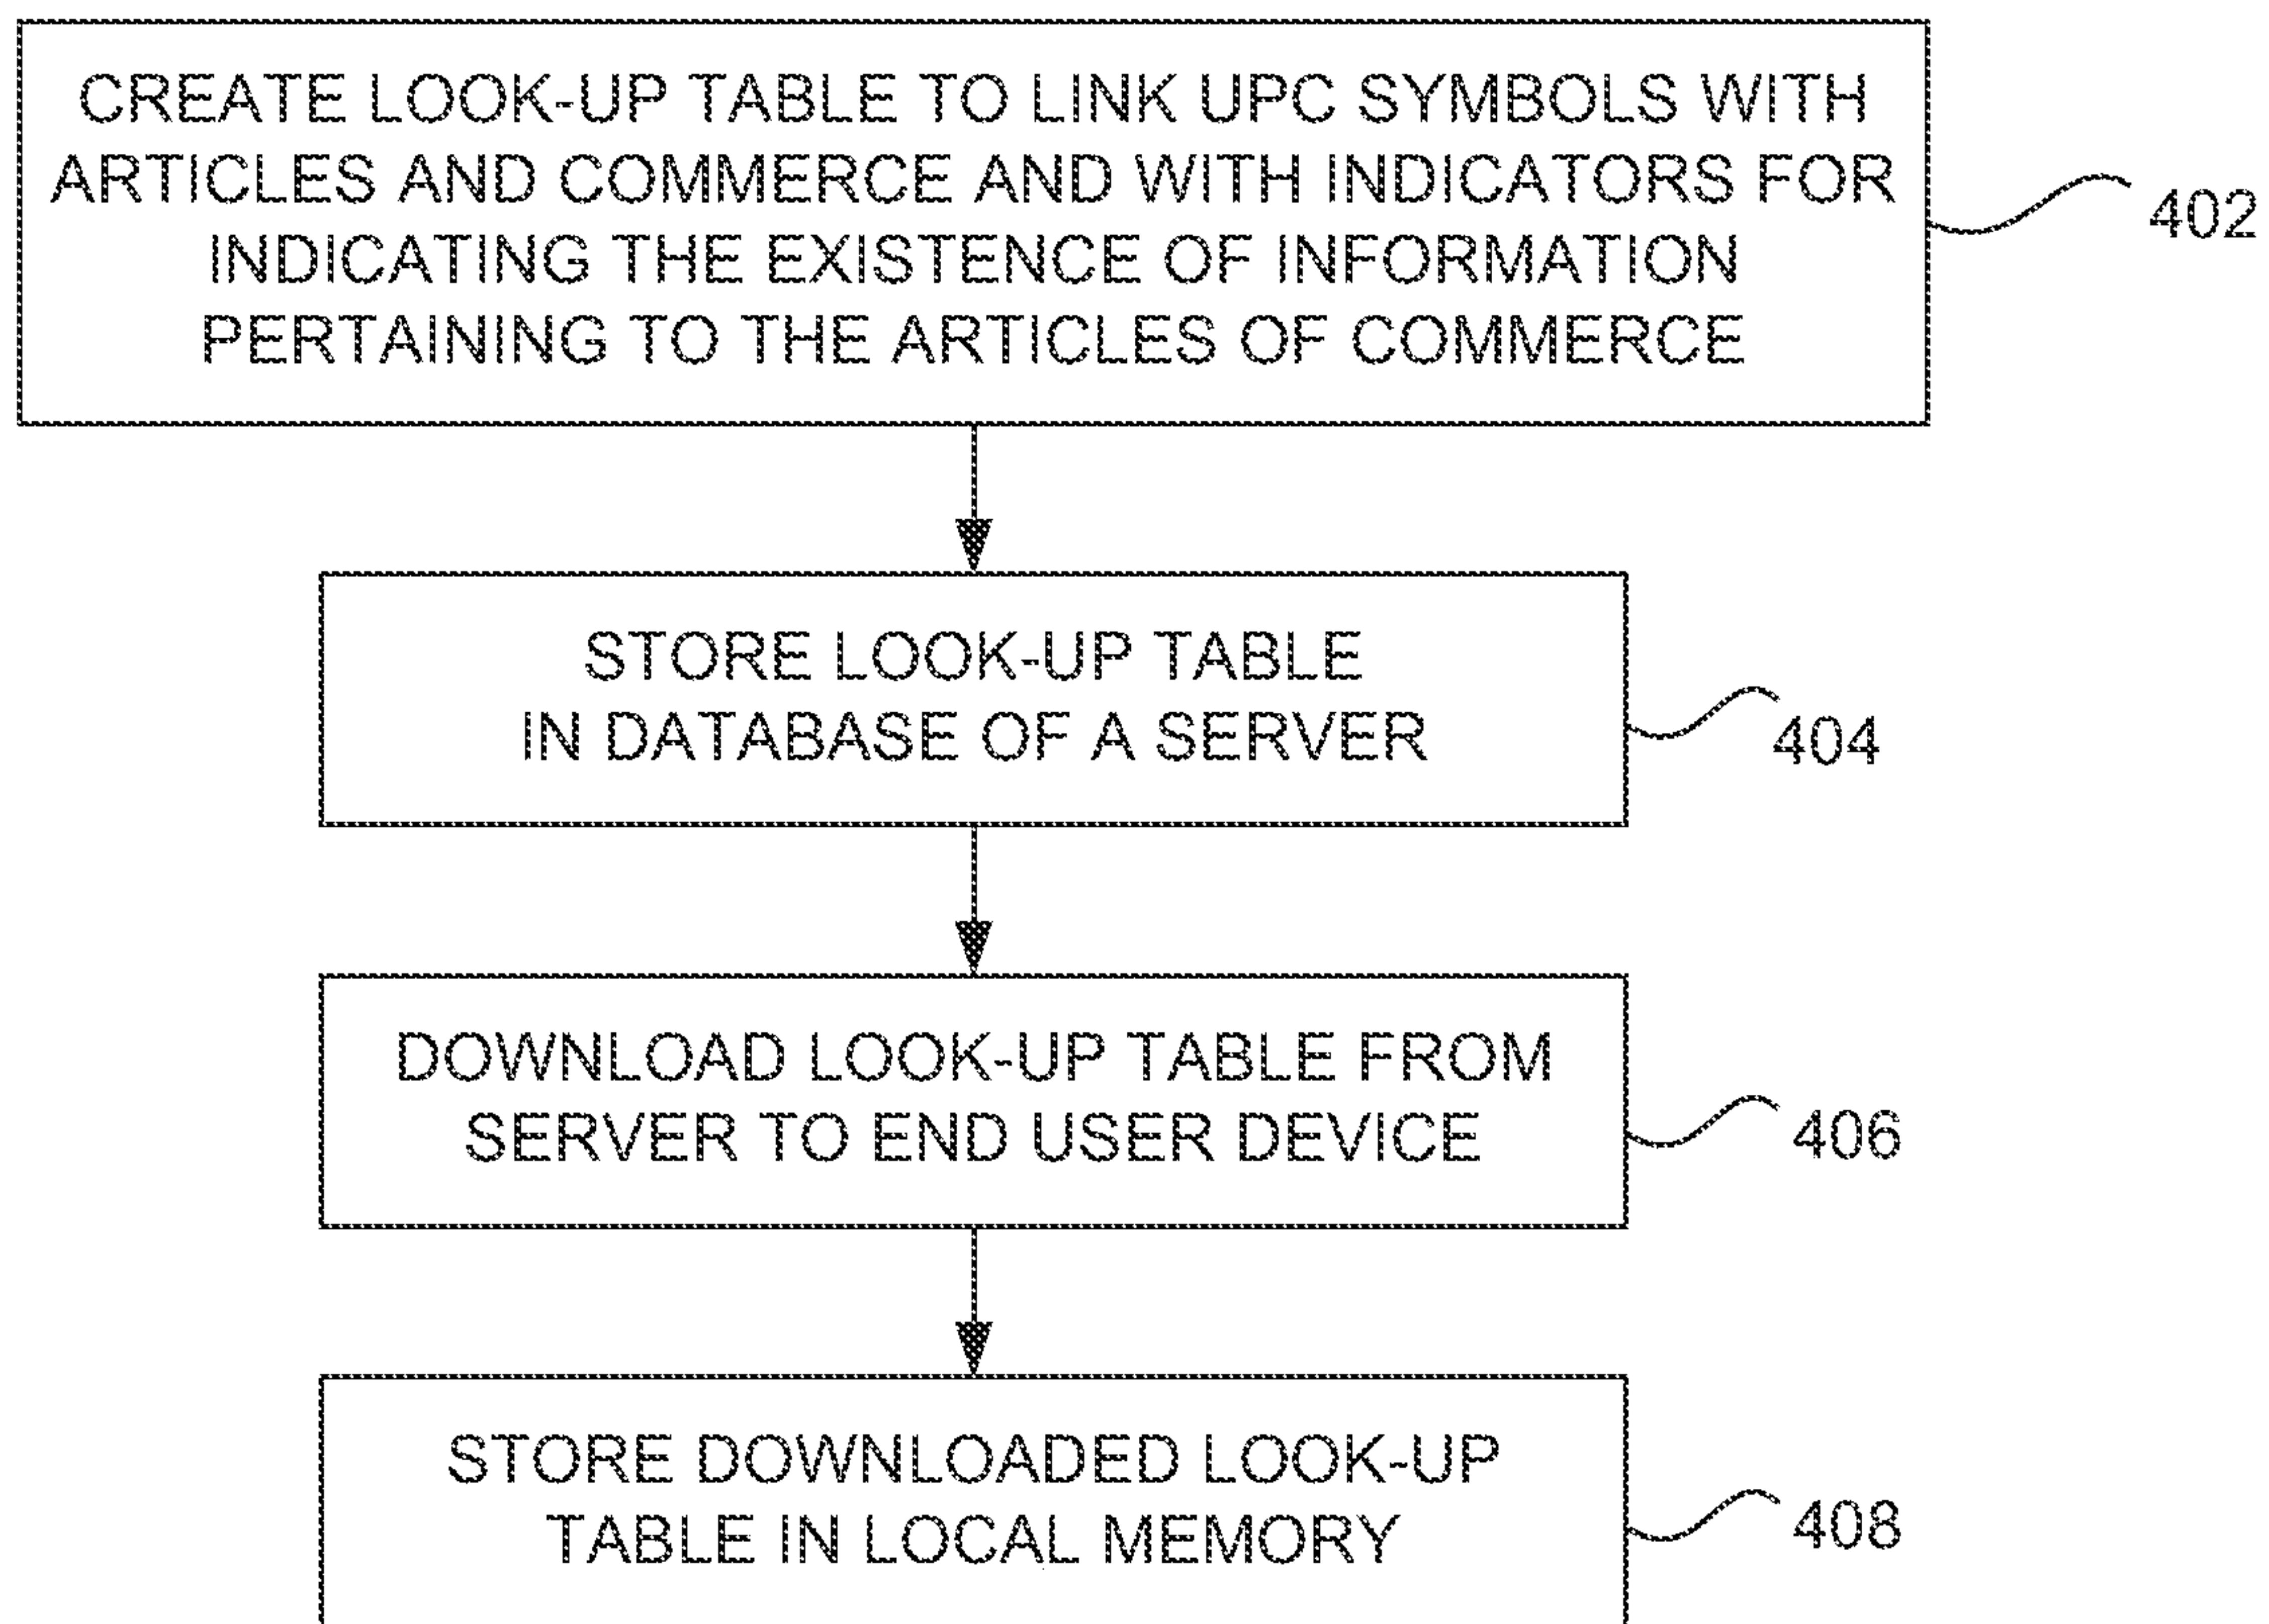 CREATE LOOK-UP TABLE TO LINK UPC SYMBOLS WITH
ARTICLES AND COMMERCE AND WITH INDICATORS FOR
INDICATING THE EXISTENCE OF INFORMATION
PERTAINING TO THE ARTICLES OF COMMERCE
402
STORE LOOK-UP TABLE
IN DATABASE OF A SERVER
404
DOWNLOAD LOOK-UP TABLE FROM
SERVER TO END USER DEVICE
406
STORE DOWNLOADED LOOK-UP
TABLE IN LOCAL MEMORY
408